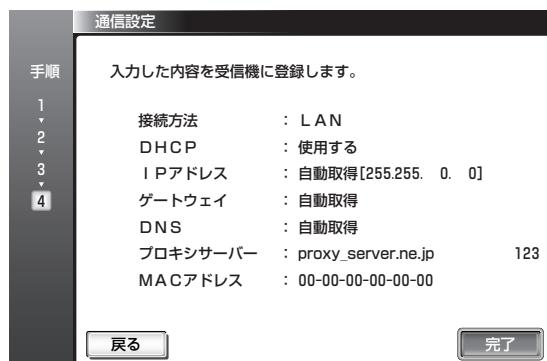 通信設定
手順
1
2
3
4
入力した内容を受信機に登録します。
接続方法 : ＬＡＮ
ＤＨＣＰ : 使用する
ＩＰアドレス : 自動取得[255.255. 0. 0]
ゲートウェイ : 自動取得
ＤＮＳ : 自動取得
プロキシサーバー : proxy_server.ne.jp 123
ＭＡＣアドレス : 00-00-00-00-00-00
戻る
完了